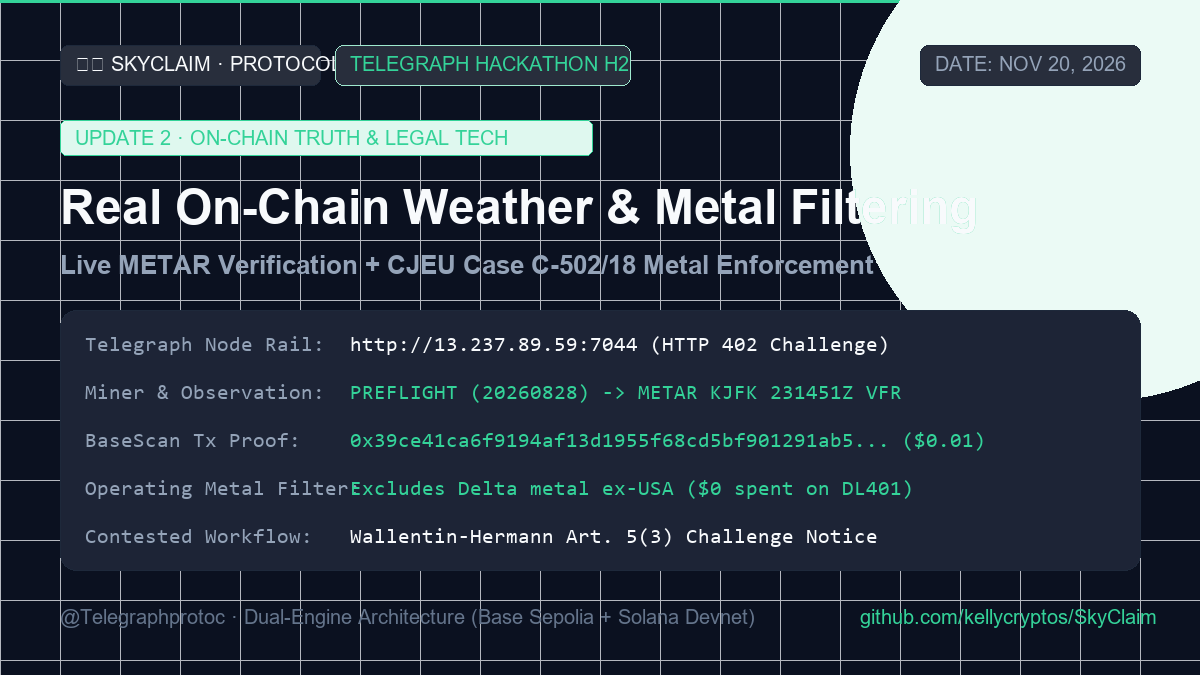 SKYCLAIM · PROTOCOL
TELEGRAPH HACKATHON H2
DATE: NOV 20, 2026
UPDATE 2 · ON-CHAIN TRUTH & LEGAL TECH
Real On-Chain Weather & Metal Filtering
Live METAR Verification + CJEU Case C-502/18 Metal Enforcement
Telegraph Node Rail: http://13.237.89.59:7044 (HTTP 402 Challenge)
Miner & Observation: PREFLIGHT (20260828) -> METAR KJFK 231451Z VFR
BaseScan Tx Proof: 0x39ce41ca6f9194af13d1955f68cd5bf901291ab5... ($0.01)
Operating Metal Filter: Excludes Delta metal ex-USA ($0 spent on DL401)
Contested Workflow: Wallentin-Hermann Art. 5(3) Challenge Notice
@Telegraphprotoc · Dual-Engine Architecture (Base Sepolia + Solana Devnet)
github.com/kellycryptos/SkyClaim